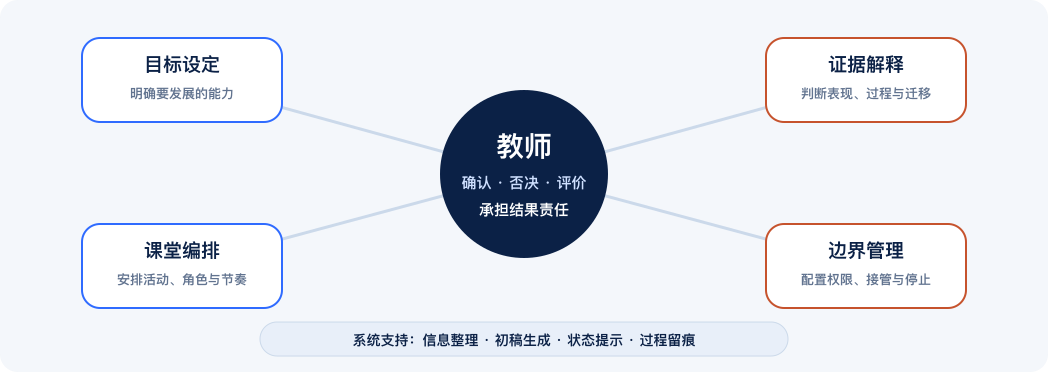 目标设定
明确要发展的能力
证据解释
判断表现、过程与迁移
教师
确认 · 否决 · 评价
承担结果责任
课堂编排
安排活动、角色与节奏
边界管理
配置权限、接管与停止
系统支持：信息整理 · 初稿生成 · 状态提示 · 过程留痕